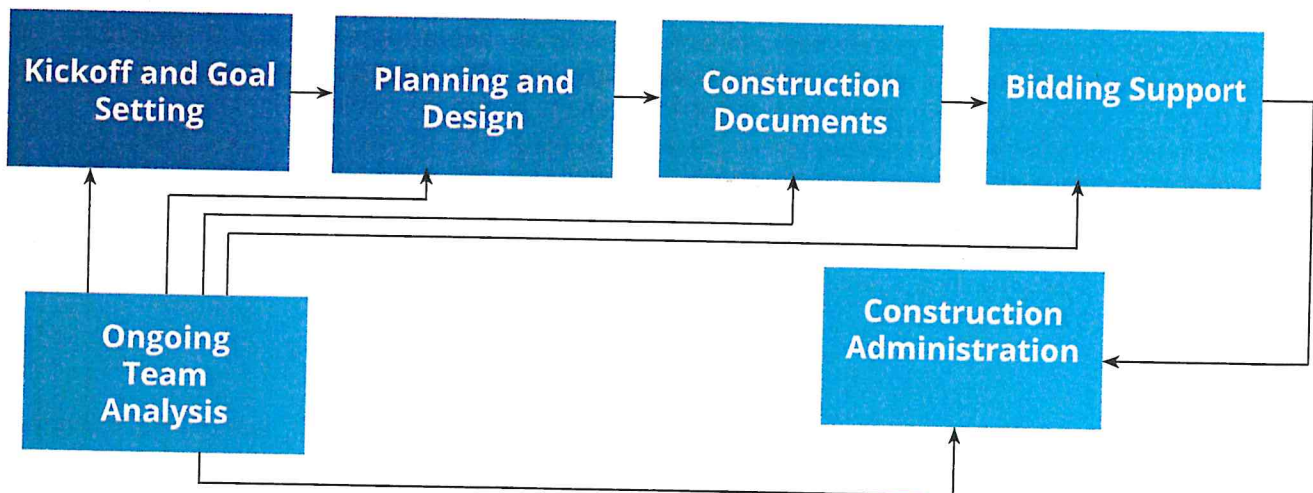 Kickoff and Goal
Setting
Planning and
Design
Construction
Documents
Bidding Support
Ongoing
Team
Analysis
Construction
Administration